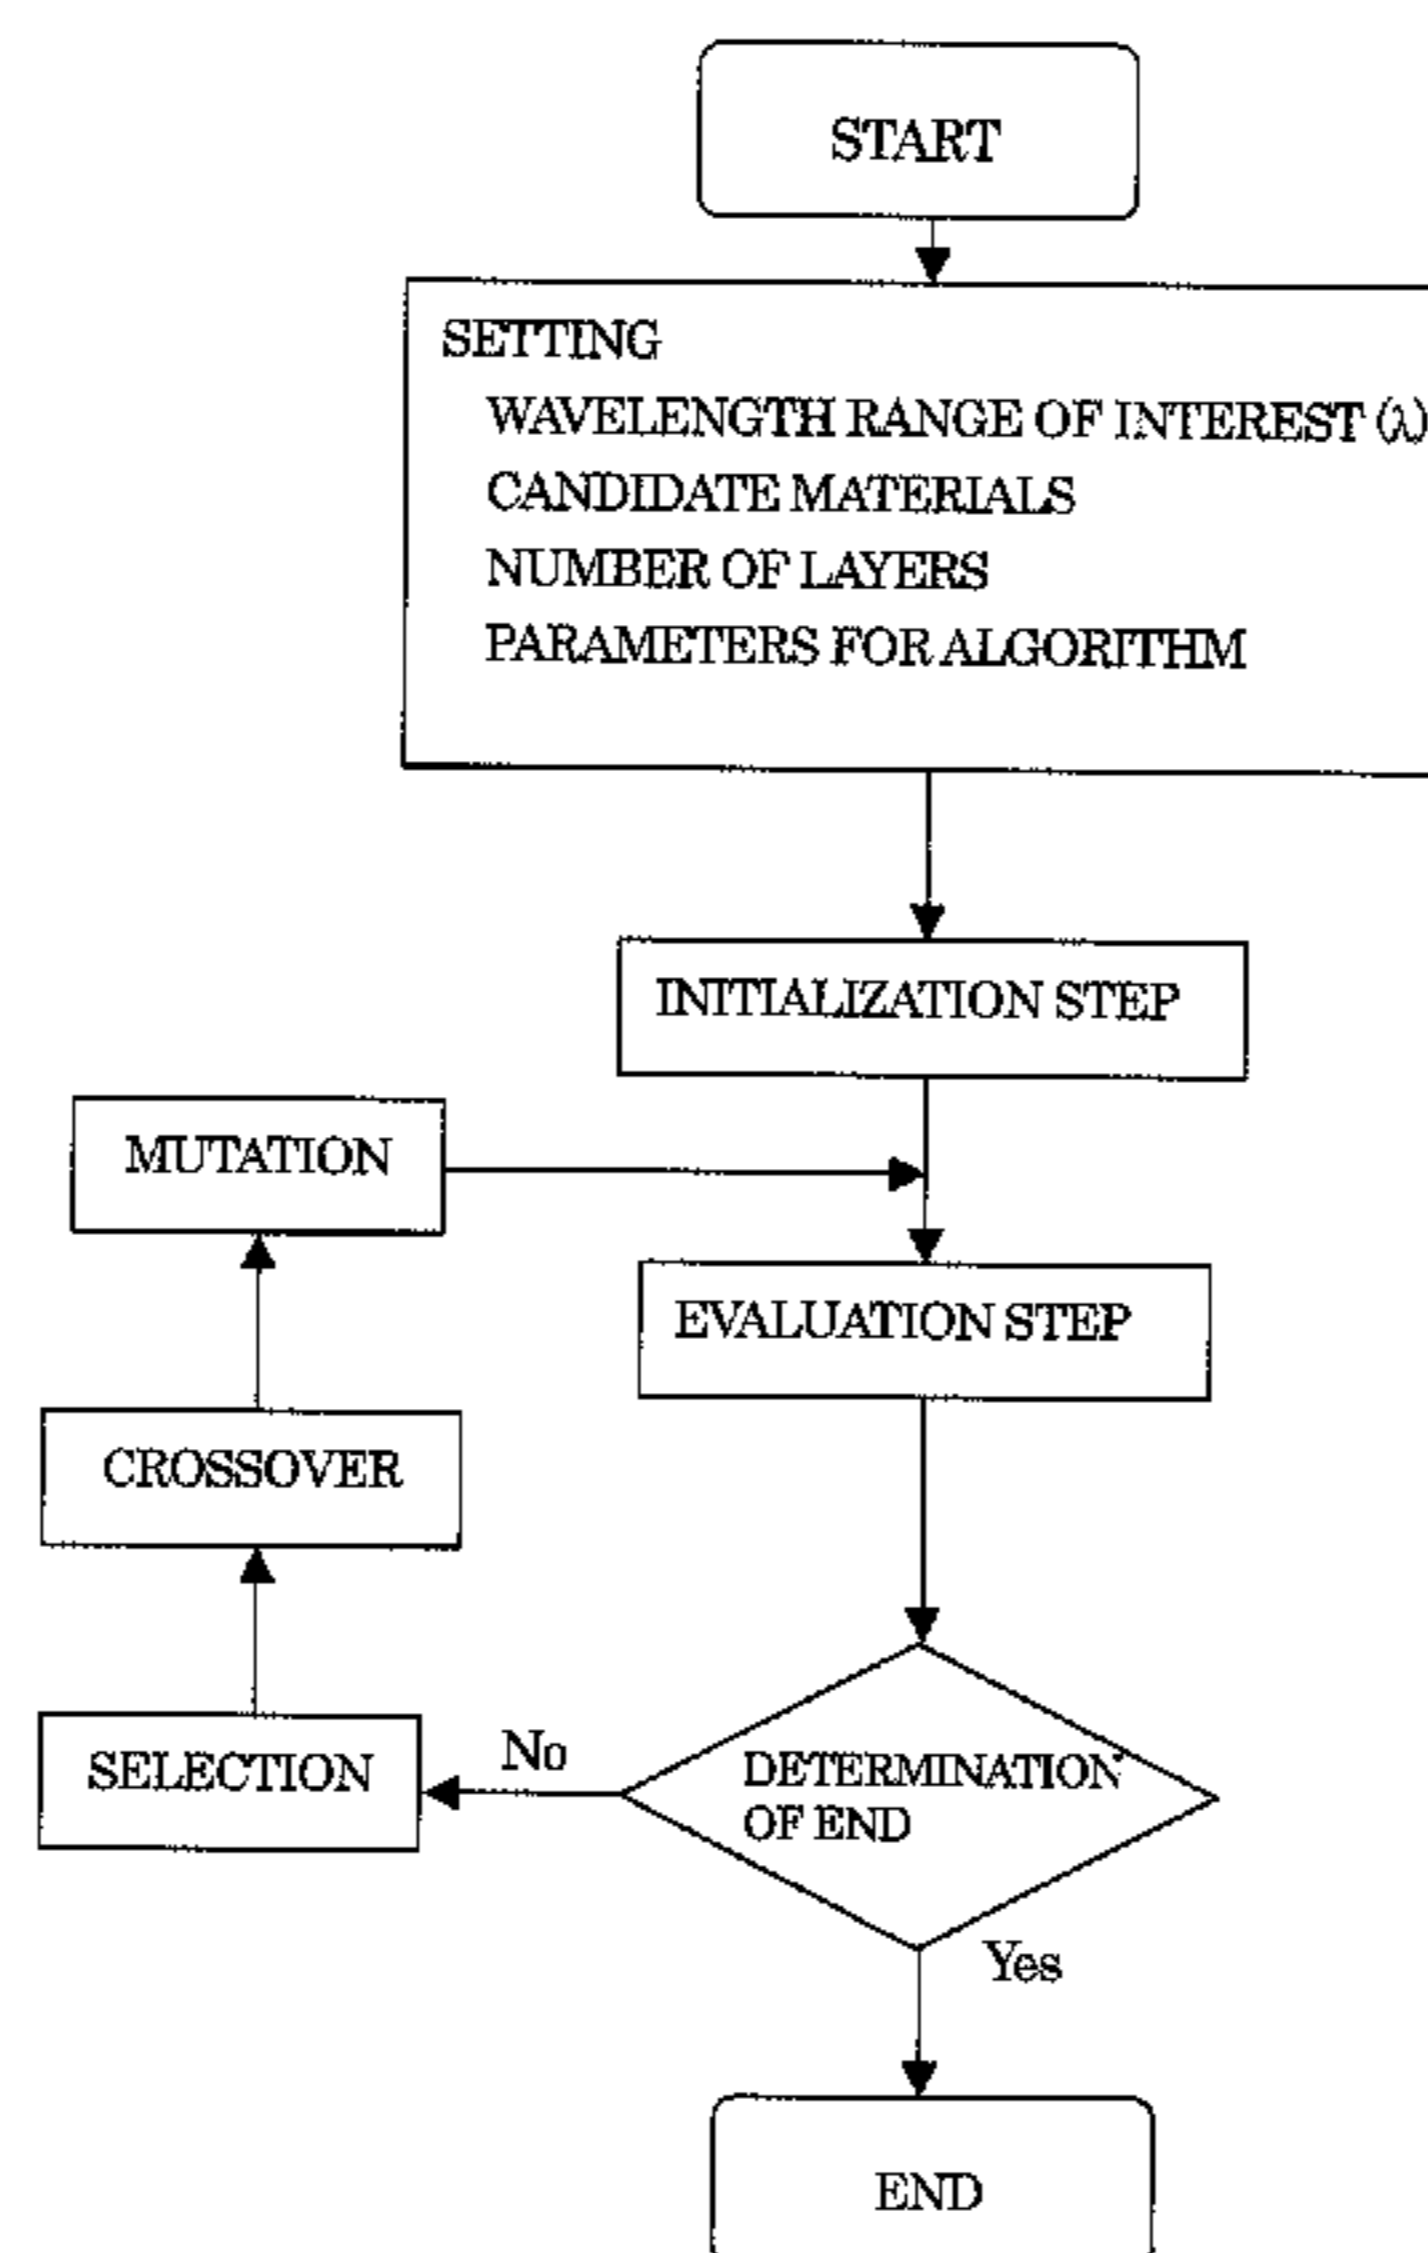 START
SETTING
WAVELENGTH RANGE OF INTEREST (λ)
CANDIDATE MATERIALS
NUMBER OF LAYERS
PARAMETERS FOR ALGORITHM
INITIALIZATION STEP
MUTATION
EVALUATION STEP
CROSSOVER
SELECTION
No
DETERMINATION
OF END
Yes
END